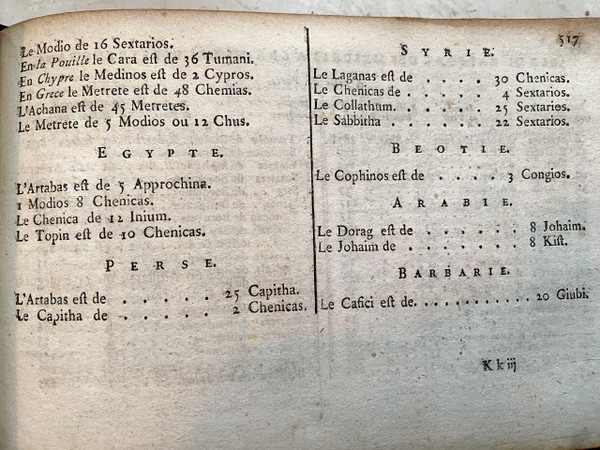 517
Le Modio de 16 Sextarios.
En la Pouille le Cara est de 36 Tumani.
En Chypre le Medinos est de 2 Cypros.
En Grece le Metrete est de 48 Chemias.
L'Achana est de 45 Metretes.
Le Metrete de 5 Modios ou 12 Chus.
EGYPTE.
L'Artabas est de 5 Approchina.
1 Modios 8 Chenicas.
Le Chenica de 12 Inium.
Le Topin est de 10 Chenicas.
PERSE.
L'Artabas est de . . . . . 25 Capitha.
Le Capitha de . . . . . 2 Chenicas.
SYRIE.
Le Laganas est de . . . . . 30 Chenicas.
Le Chenicas de . . . . . . 4 Sextarios.
Le Collathum. . . . . . . 25 Sextarios.
Le Sabbitha . . . . . . . 22 Sextarios.
BEOTIE.
Le Cophinos est de . . . . 3 Congios.
ARABIE.
Le Dorag est de . . . . . . 8 Johaim.
Le Johaim de . . . . . . . 8 Kist.
BARBARIE.
Le Cafici est de. . . . . . . . . . . . 20 Giubi.
K k iij